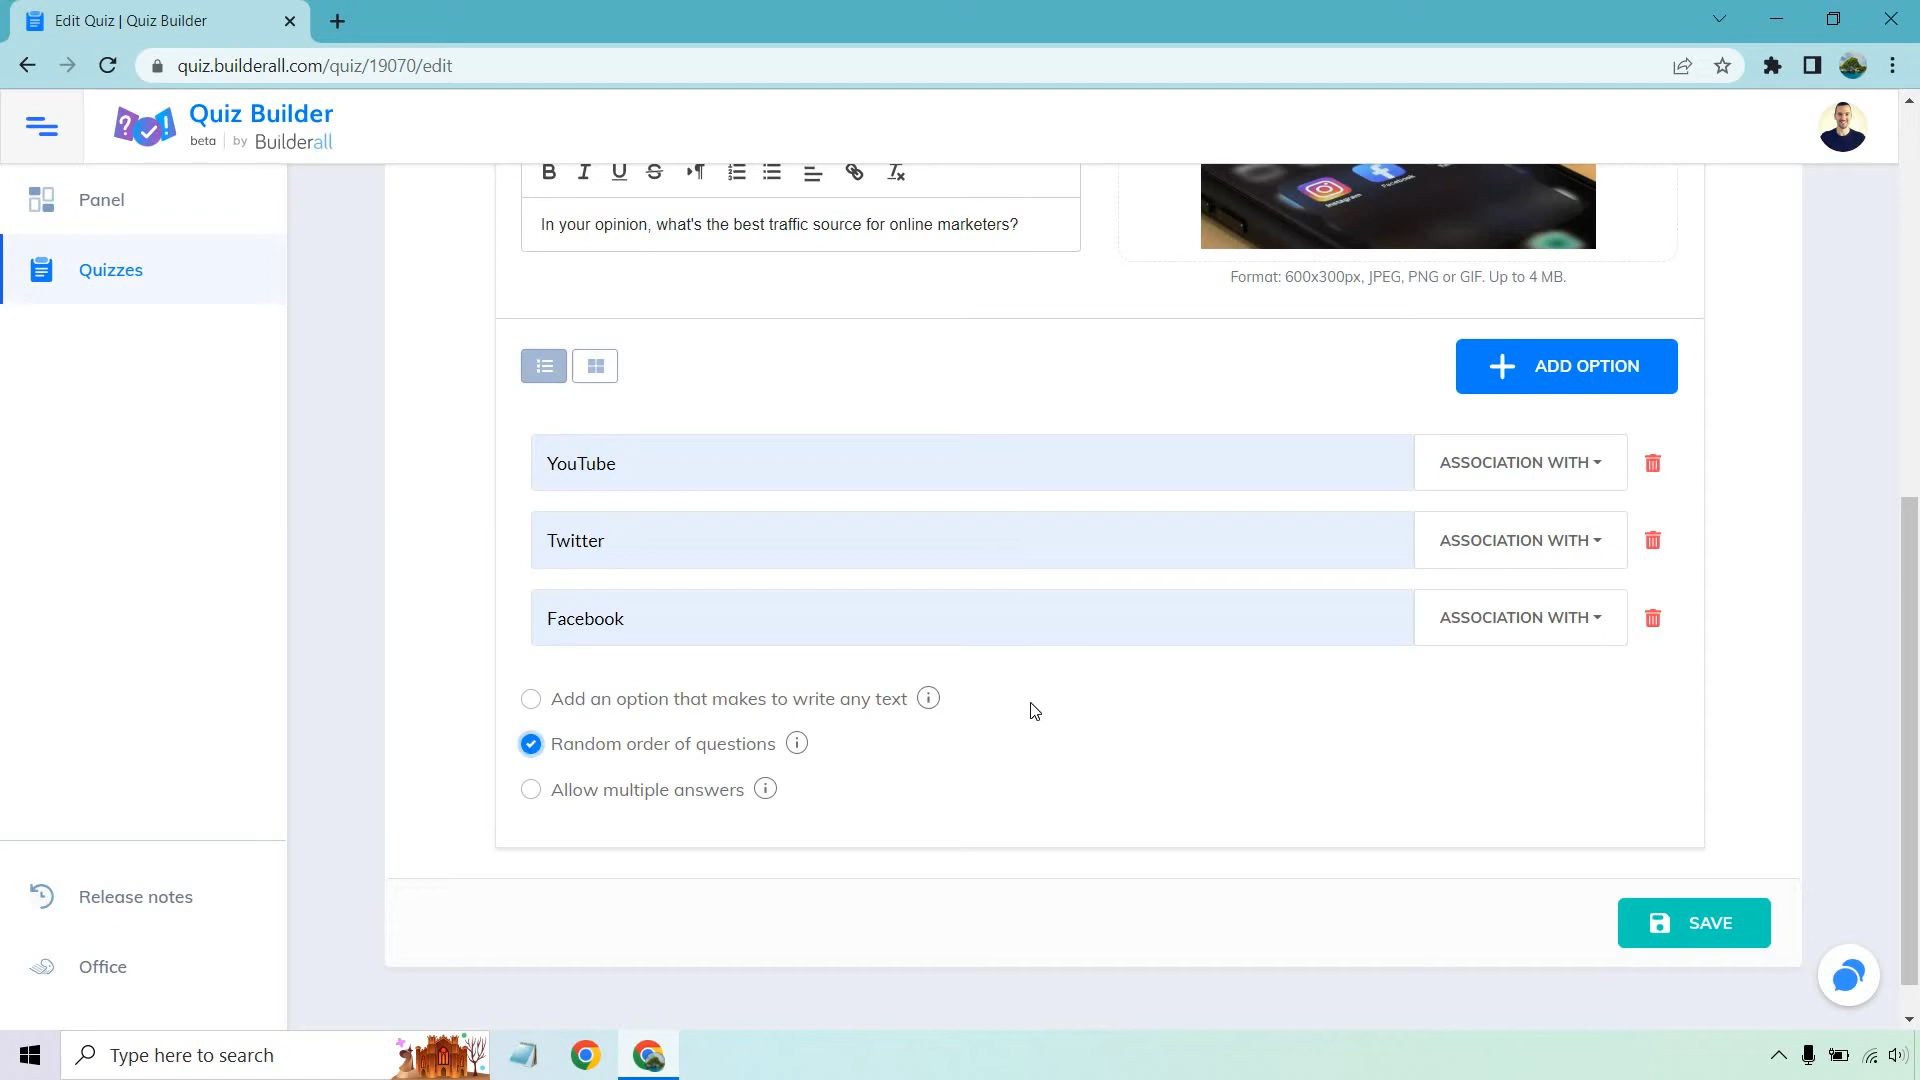 Edit Quiz | Quiz Builder
quiz.builderall.com/quiz/19070/edit
Quiz Builder
beta | by Builderall
Panel
Quizzes
In your opinion, what's the best traffic source for online marketers?
Instagram
Facebook
Format: 600x300px, JPEG, PNG or GIF. Up to 4 MB.
ADD OPTION
YouTube
ASSOCIATION WITH
Twitter
ASSOCIATION WITH
Facebook
ASSOCIATION WITH
Add an option that makes to write any text
Random order of questions
Allow multiple answers
SAVE
Release notes
Office
Type here to search